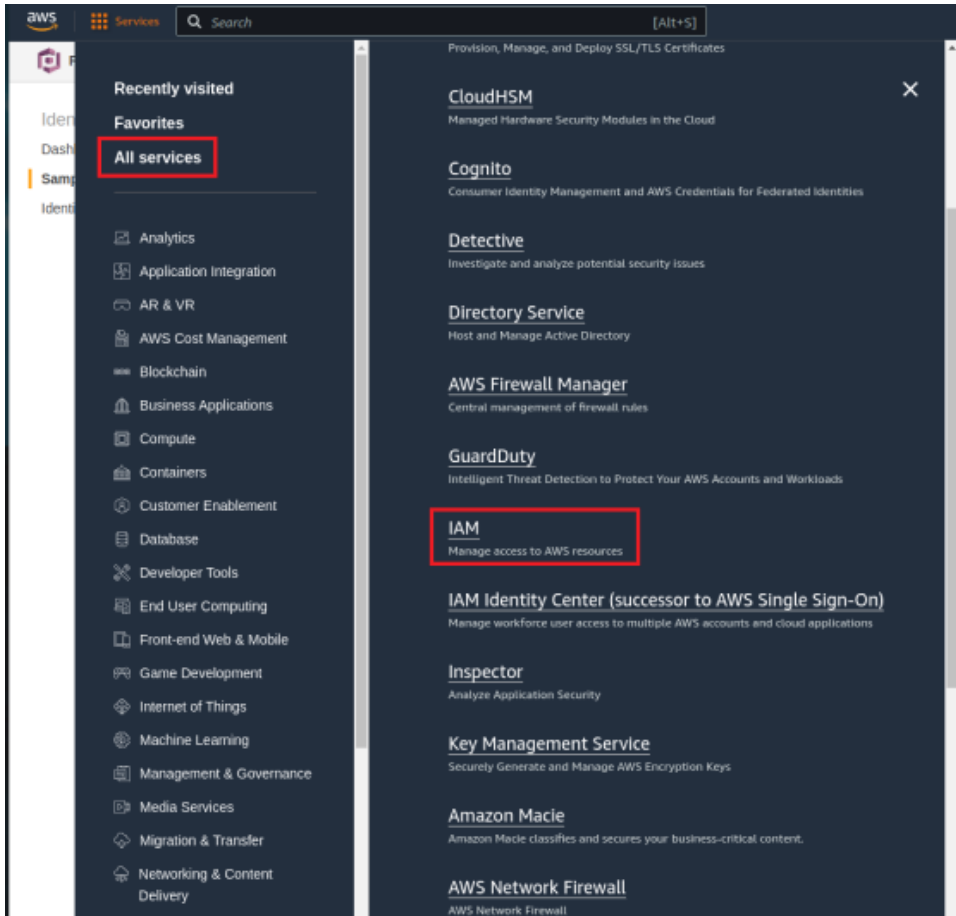 aws
Services
Search
[Alt+S]
Iden
Dash
Samp
Identi
Recently visited
Favorites
All services
Analytics
Application Integration
AR & VR
AWS Cost Management
Blockchain
Business Applications
Compute
Containers
Customer Enablement
Database
Developer Tools
End User Computing
Front-end Web & Mobile
Game Development
Internet of Things
Machine Learning
Management & Governance
Media Services
Migration & Transfer
Networking & Content
Delivery
Provision, Manage, and Deploy SSL/TLS Certificates
CloudHSM
Managed Hardware Security Modules in the Cloud
Cognito
Consumer Identity Management and AWS Credentials for Federated Identities
Detective
Investigate and analyze potential security issues
Directory Service
Host and Manage Active Directory
AWS Firewall Manager
Central management of firewall rules
GuardDuty
Intelligent Threat Detection to Protect Your AWS Accounts and Workloads
IAM
Manage access to AWS resources
IAM Identity Center (successor to AWS Single Sign-On)
Manage workforce user access to multiple AWS accounts and cloud applications
Inspector
Analyze Application Security
Key Management Service
Securely Generate and Manage AWS Encryption Keys
Amazon Macie
Amazon Macie classifies and secures your business-critical content.
AWS Network Firewall
AWS Network Firewall